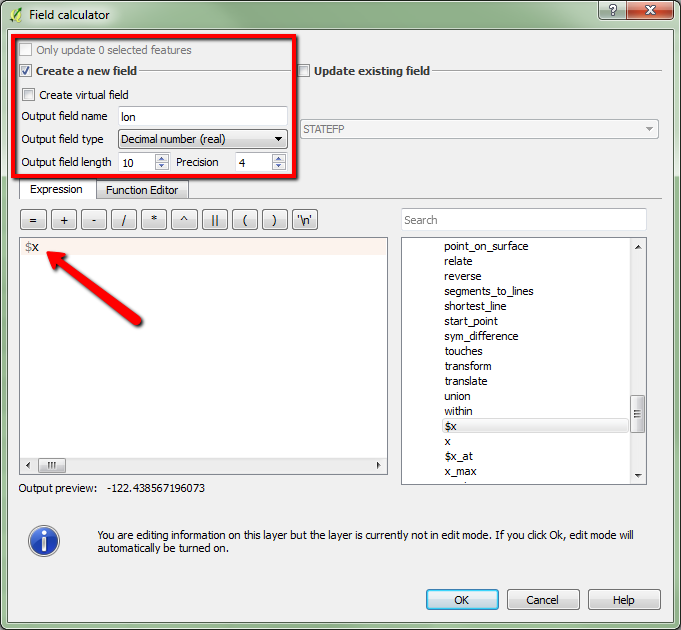 Field calculator
Only update 0 selected features
Create a new field
Update existing field
Create virtual field
Output field name lon
Output field type Decimal number (real)
STATEFP
Output field length 10 Precision 4
Expression Function Editor
= + - / * ^ || ( ) '\n'
Search
$x
point_on_surface
relate
reverse
segments_to_lines
shortest_line
start_point
sym_difference
touches
transform
translate
union
within
$x
x
$x_at
x_max
Output preview: -122.438567196073
You are editing information on this layer but the layer is currently not in edit mode. If you click Ok, edit mode will
automatically be turned on.
OK Cancel Help